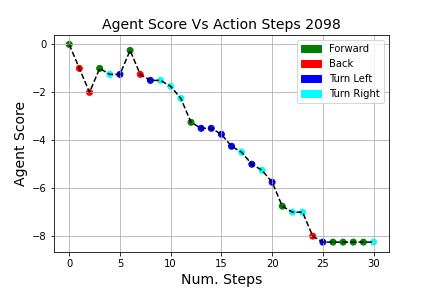 Agent Score Vs Action Steps 2098
Agent Score
0
−2
−4
−6
−8
Forward
Back
Turn Left
Turn Right
0 5 10 15 20 25 30
Num. Steps